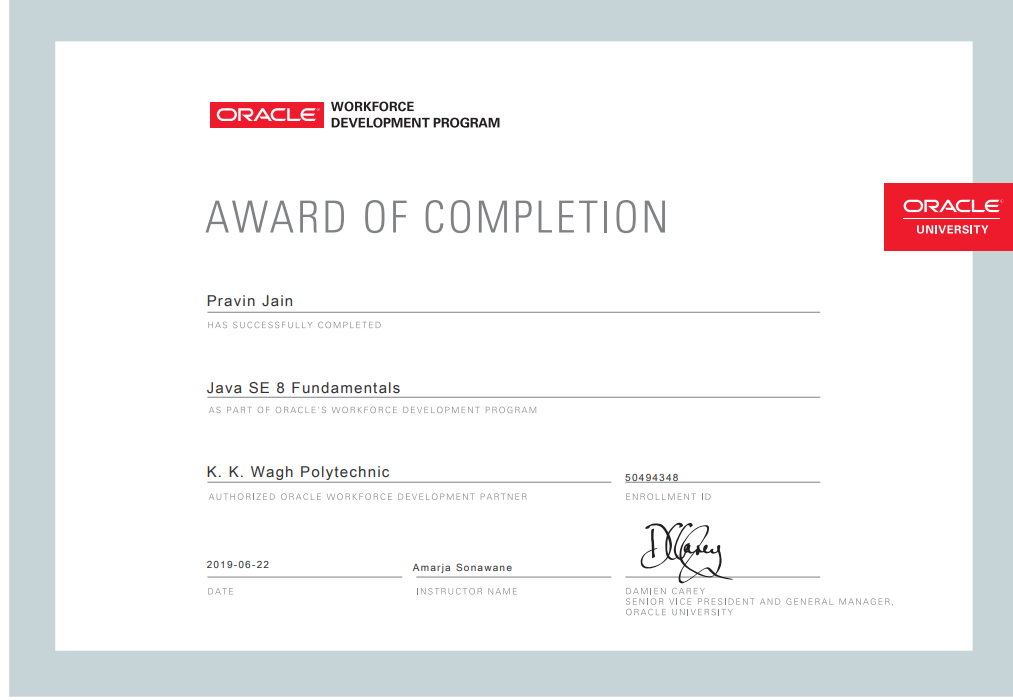 ORACLE WORKFORCE
DEVELOPMENT PROGRAM
AWARD OF COMPLETION
ORACLE
UNIVERSITY
Pravin Jain
HAS SUCCESSFULLY COMPLETED
Java SE 8 Fundamentals
AS PART OF ORACLE'S WORKFORCE DEVELOPMENT PROGRAM
K. K. Wagh Polytechnic
AUTHORIZED ORACLE WORKFORCE DEVELOPMENT PARTNER
50494348
ENROLLMENT ID
2019-06-22
DATE
Amarja Sonawane
INSTRUCTOR NAME
DCarey
DAMIEN CAREY
SENIOR VICE PRESIDENT AND GENERAL MANAGER,
ORACLE UNIVERSITY